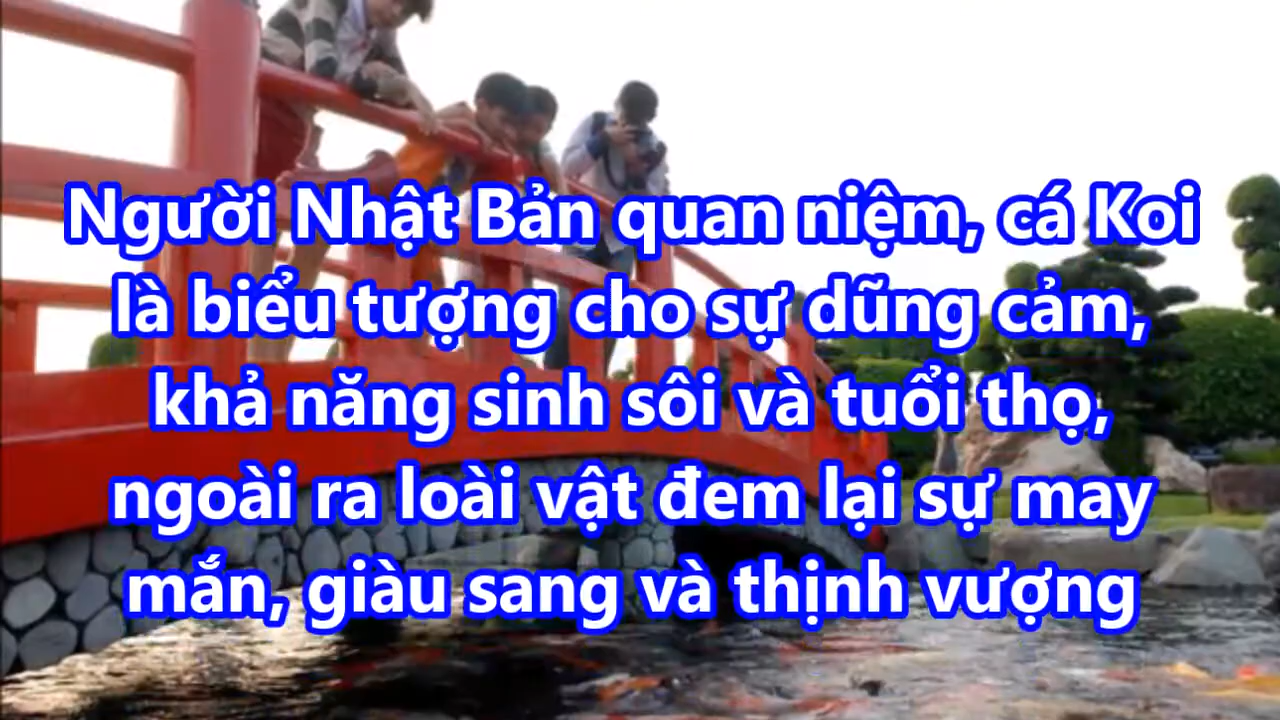 Người Nhật Bản quan niệm, cá Koi
là biểu tượng cho sự dũng cảm,
khả năng sinh sôi và tuổi thọ,
ngoài ra loài vật đem lại sự may
mắn, giàu sang và thịnh vượng